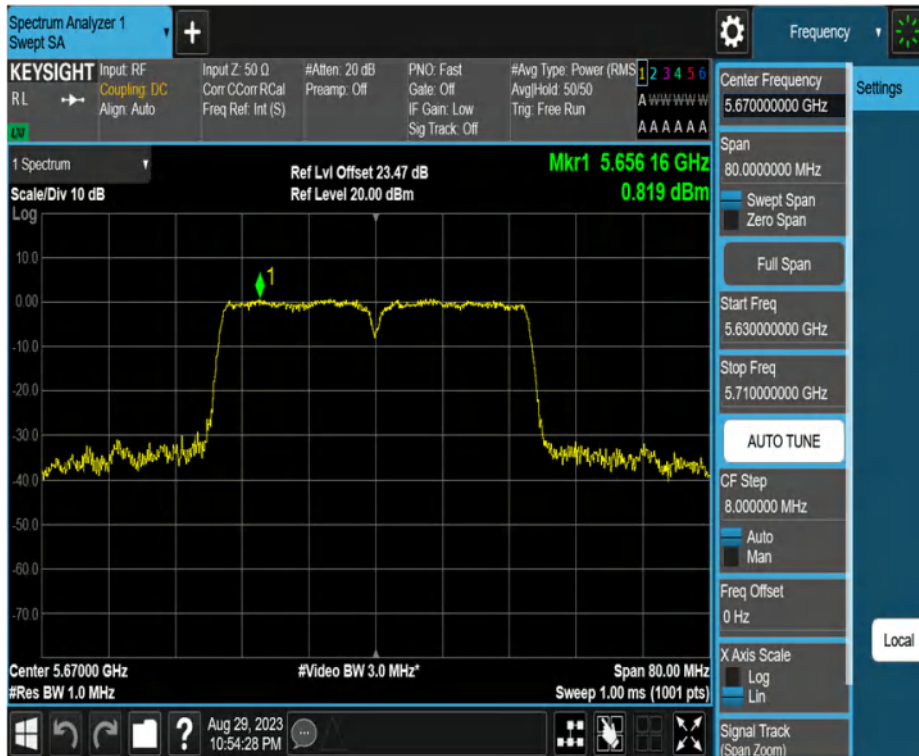 Spectrum Analyzer 1
Swept SA
+
Frequency
KEYSIGHT
RL
LXI
Input: RF
Coupling: DC
Align: Auto
Input Z: 50 Ω
Corr CCorr RCal
Freq Ref: Int (S)
#Atten: 20 dB
Preamp: Off
PNO: Fast
Gate: Off
IF Gain: Low
Sig Track: Off
#Avg Type: Power (RMS
Avg|Hold: 50/50
Trig: Free Run
1 2 3 4 5 6
A W W W W W
A A A A A A
Center Frequency
5.670000000 GHz
Settings
Span
80.0000000 MHz
Swept Span
Zero Span
Full Span
Start Freq
5.630000000 GHz
Stop Freq
5.710000000 GHz
AUTO TUNE
CF Step
8.000000 MHz
Auto
Man
Freq Offset
0 Hz
X Axis Scale
Log
Lin
Local
Signal Track
(Span Zoom)
1 Spectrum
Scale/Div 10 dB
Ref Lvl Offset 23.47 dB
Ref Level 20.00 dBm
Mkr1 5.656 16 GHz
0.819 dBm
Log
10.0
0.00
-10.0
-20.0
-30.0
-40.0
-50.0
-60.0
-70.0
1
Center 5.67000 GHz
#Res BW 1.0 MHz
#Video BW 3.0 MHz*
Span 80.00 MHz
Sweep 1.00 ms (1001 pts)
?
Aug 29, 2023
10:54:28 PM